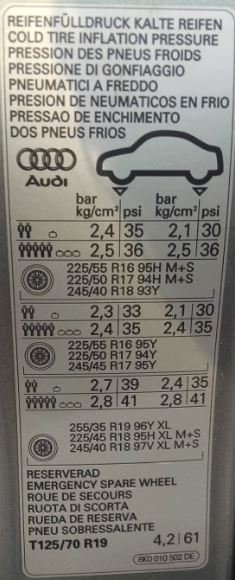 REIFENFÜLLDRUCK KALTE REIFEN
COLD TIRE INFLATION PRESSURE
PRESSION DES PNEUS FROIDS
PRESSIONE DI GONFIAGGIO
PNEUMATICI A FREDDO
PRESION DE NEUMATICOS EN FRIO
PRESSAO DE ENCHIMENTO
DOS PNEUS FRIOS
Audi
bar bar
kg/cm² psi kg/cm² psi
2,4 35 2,1 30
2,5 36 2,5 36
225/55 R16 95H M+S
225/50 R17 94H M+S
245/40 R18 93Y
2,3 33 2,1 30
2,4 35 2,4 35
225/55 R16 95Y
225/50 R17 94Y
245/45 R17 95Y
2,7 39 2,4 35
2,8 41 2,8 41
255/35 R19 96Y XL
225/45 R18 95H XL M+S
245/40 R18 97V XL M+S
RESERVERAD
EMERGENCY SPARE WHEEL
ROUE DE SECOURS
RUOTA DI SCORTA
RUEDA DE RESERVA
PNEU SOBRESSALENTE
T125/70 R19 4,2 61
8K0 010 502 DE